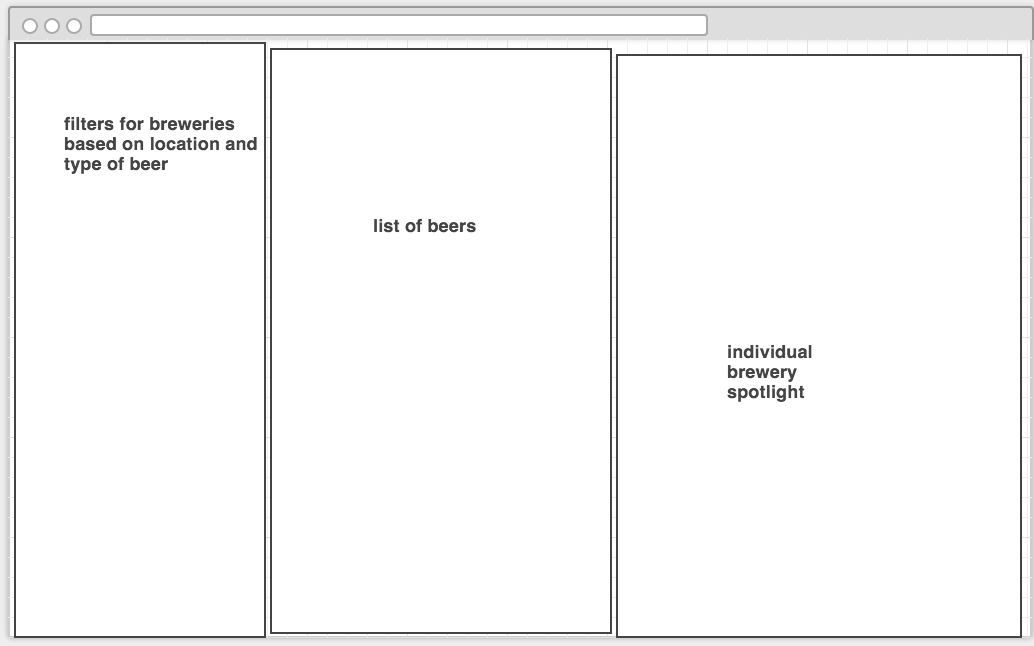 filters for breweries
based on location and
type of beer
list of beers
individual
brewery
spotlight